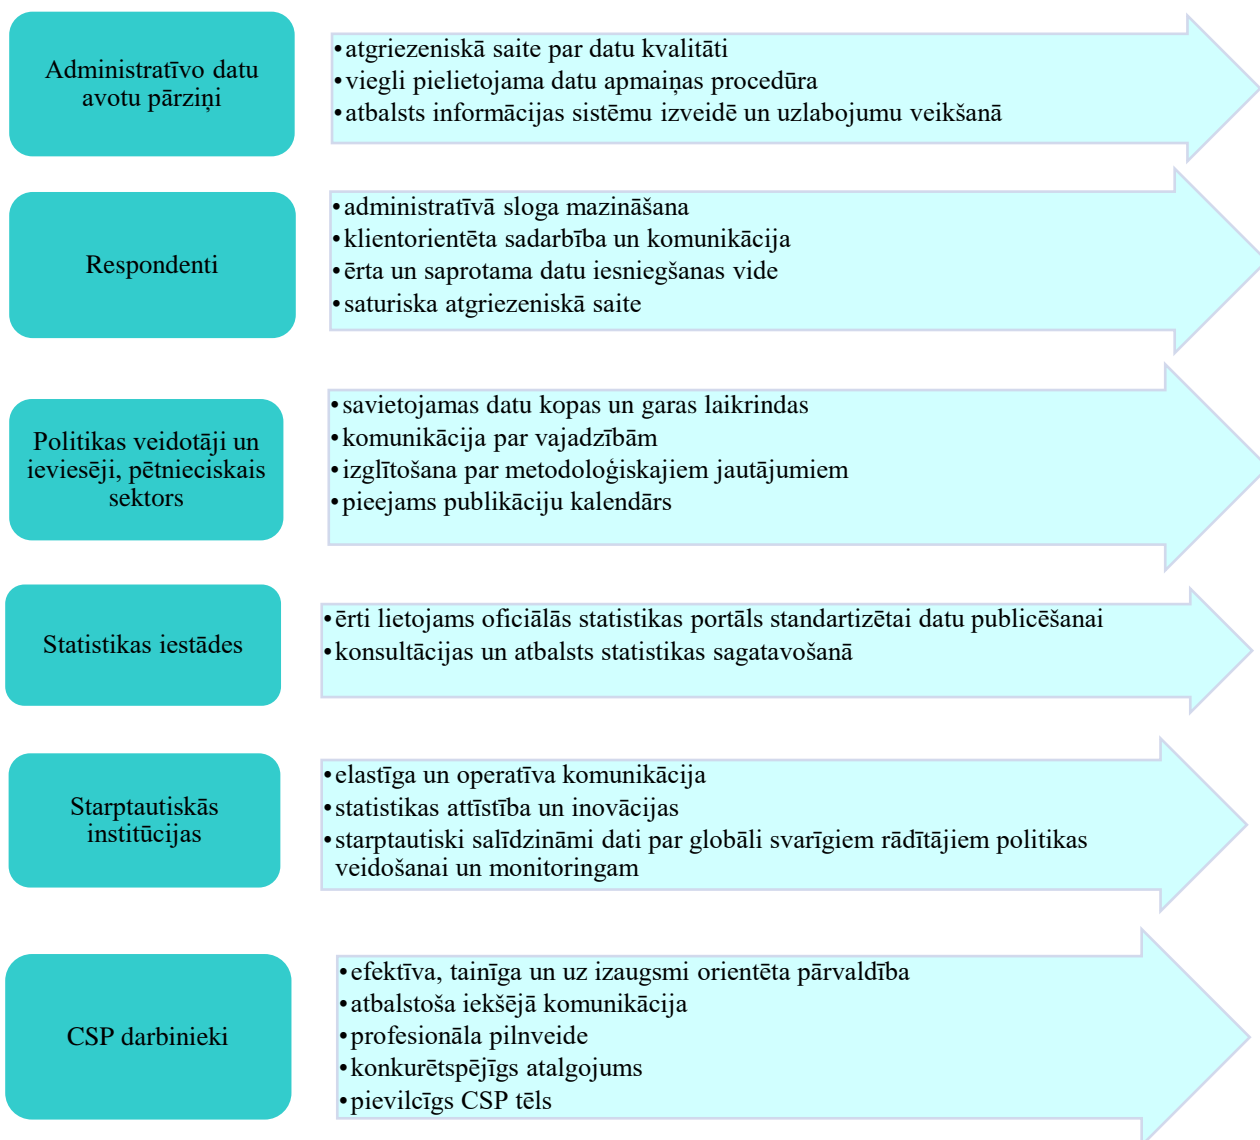 Administratīvo datu
avotu pārziņi
•atgriezeniskā saite par datu kvalitāti
•viegli pielietojama datu apmaiņas procedūra
•atbalsts informācijas sistēmu izveidē un uzlabojumu veikšanā
Respondenti
•administratīvā sloga mazināšana
•klientorientēta sadarbība un komunikācija
•ērta un saprotama datu iesniegšanas vide
•saturiska atgriezeniskā saite
Politikas veidotāji un
ieviesēji, pētnieciskais
sektors
•savietojamas datu kopas un garas laikrindas
•komunikācija par vajadzībām
•izglītošana par metodoloģiskajiem jautājumiem
•pieejams publikāciju kalendārs
Statistikas iestādes
•ērti lietojams oficiālās statistikas portāls standartizētai datu publicēšanai
•konsultācijas un atbalsts statistikas sagatavošanā
Starptautiskās
institūcijas
•elastīga un operatīva komunikācija
•statistikas attīstība un inovācijas
•starptautiski salīdzināmi dati par globāli svarīgiem rādītājiem politikas
veidošanai un monitoringam
CSP darbinieki
•efektīva, tainīga un uz izaugsmi orientēta pārvaldība
•atbalstoša iekšējā komunikācija
•profesionāla pilnveide
•konkurētspējīgs atalgojums
•pievilcīgs CSP tēls